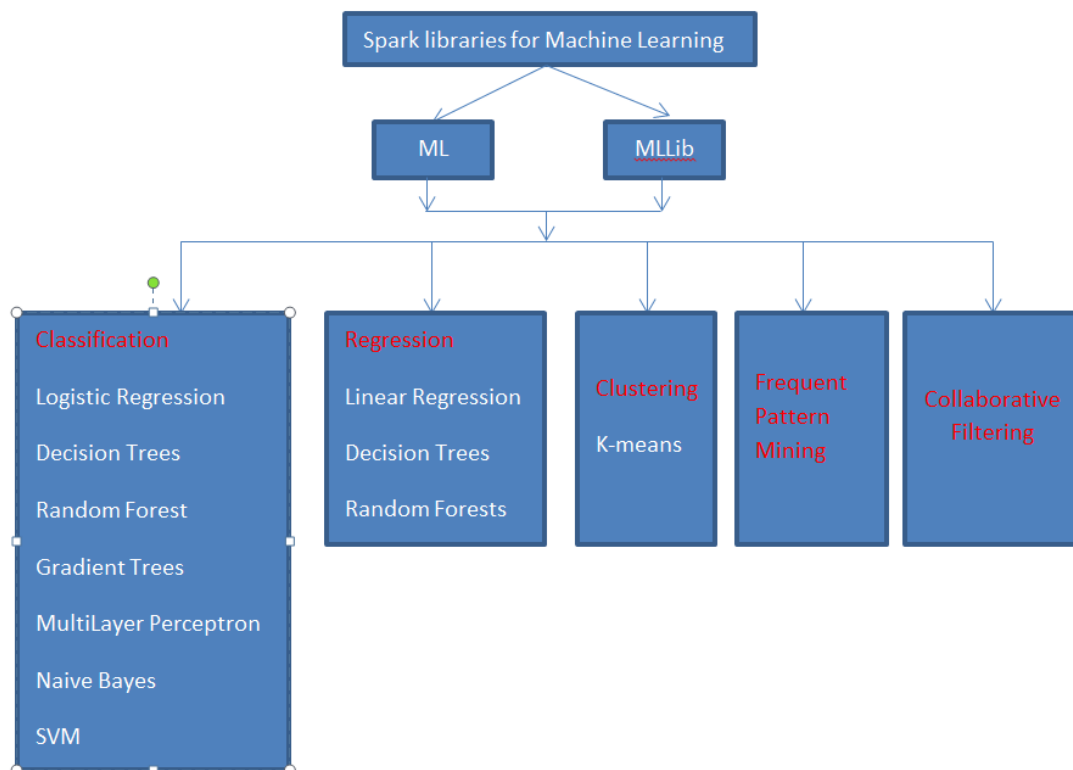 Spark libraries for Machine Learning
ML
MLLib
Classification
Logistic Regression
Decision Trees
Random Forest
Gradient Trees
MultiLayer Perceptron
Naive Bayes
SVM
Regression
Linear Regression
Decision Trees
Random Forests
Clustering
K-means
Frequent
Pattern
Mining
Collaborative
Filtering